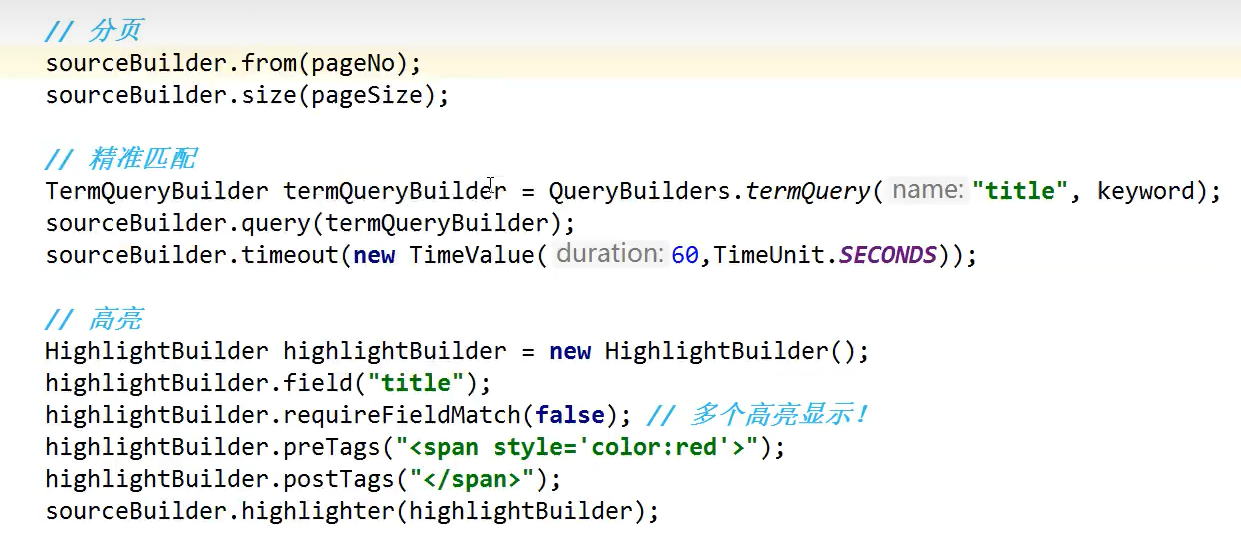 // 分页
sourceBuilder.from(pageNo);
sourceBuilder.size(pageSize);
// 精准匹配
TermQueryBuilder termQueryBuilder = QueryBuilders.termQuery( name: "title", keyword);
sourceBuilder.query(termQueryBuilder);
sourceBuilder.timeout(new TimeValue( duration: 60,TimeUnit.SECONDS));
// 高亮
HighlightBuilder highlightBuilder = new HighlightBuilder();
highlightBuilder.field("title");
highlightBuilder.requireFieldMatch(false); // 多个高亮显示!
highlightBuilder.preTags("<span style='color:red'>");
highlightBuilder.postTags("</span>");
sourceBuilder.highlighter(highlightBuilder);